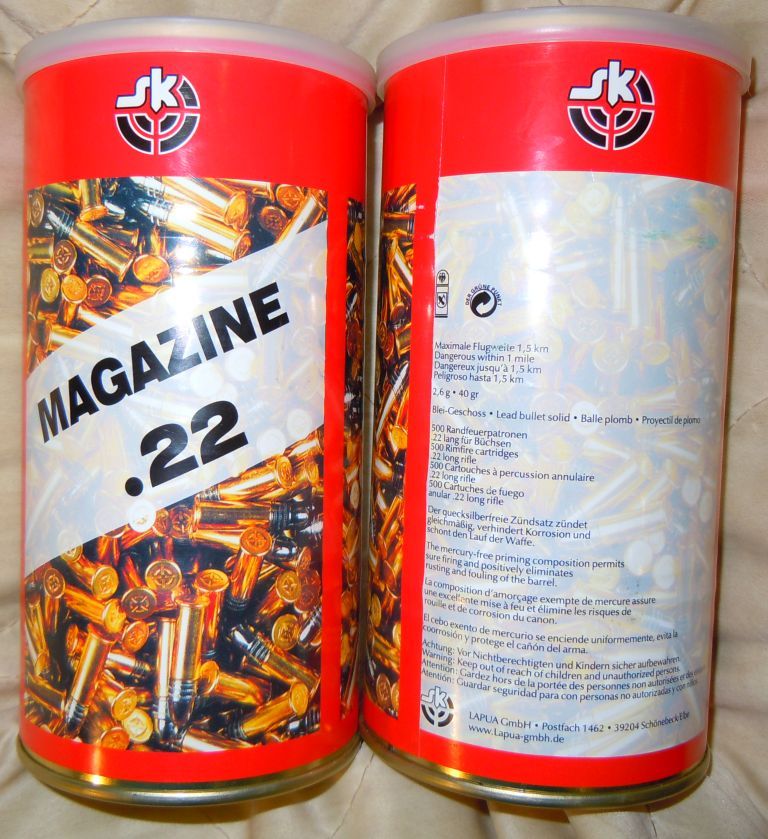 sk
MAGAZINE
.22
sk
DER GRÜNE PUNKT
Maximale Flugweite 1,5 km
Dangerous within 1 mile
Dangereux jusqu'à 1,5 km
Peligroso hasta 1,5 km
2,6 g • 40 gr
Blei-Geschoss • Lead bullet solid • Balle plomb • Proyectil de plomo
500 Randfeuerpatronen
.22 lang für Büchsen
500 Rimfire cartridges
.22 long rifle
500 Cartouches à percussion annulaire
.22 long rifle
500 Cartuches de fuego
anular .22 long rifle
Der quecksilberfreie Zündsatz zündet
gleichmäßig, verhindert Korrosion und
schont den Lauf der Waffe.
The mercury-free priming composition permits
sure firing and positively eliminates
rusting and fouling of the barrel.
La composition d'amorçage exempte de mercure assure
une excellente mise à feu et élimine les risques de
rouille et de corrosion du canon.
El cebo exento de mercurio se enciende uniformemente, evita la
coorrosión y protege el cañón del arma.
Achtung: Vor Nichtberechtigten und Kindern sicher aufbewahren.
Warning: Keep out of reach of children and unauthorized persons.
Attention: Gardez hors de la portée des personnes non autorisées et des
Atención: Guardar seguridad para con personas no autorizadas y con niños
sk
LAPUA GmbH • Postfach 1462 • 39204 Schönebeck/Elbe
www.Lapua-gmbh.de